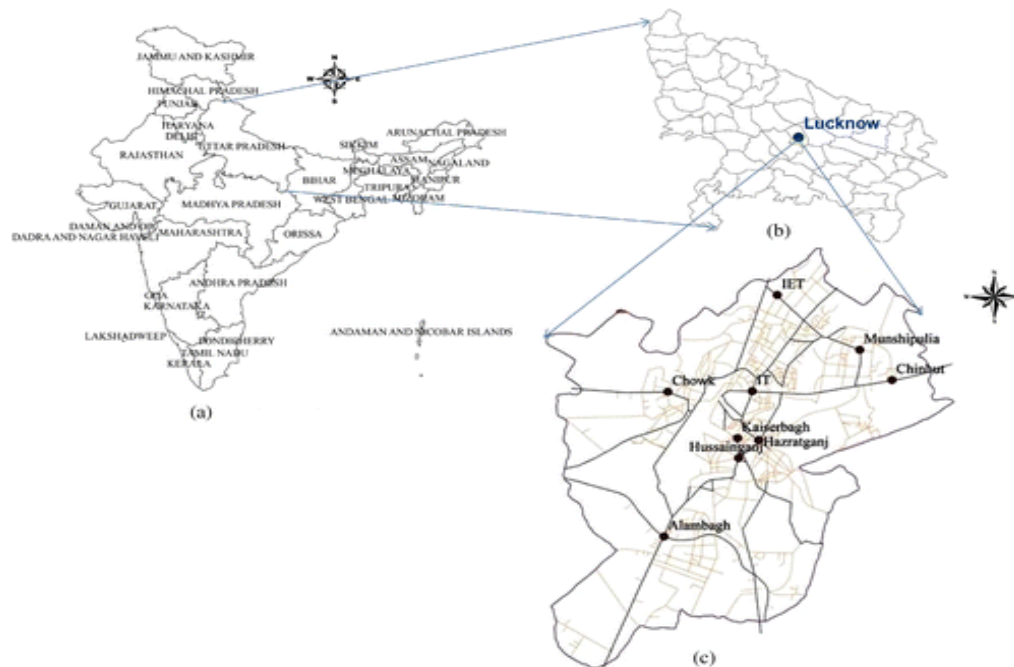 JAMMU AND KASHMIR
N
W E
S
HIMACHAL PRADESH
PUNJAB
HARYANA
DELHI
UTTAR PRADESH
RAJASTHAN
SIKKIM
ARUNACHAL PRADESH
ASSAM
NAGALAND
MEGHALAYA
MANIPUR
BIHAR
TRIPURA
MIZORAM
WEST BENGAL
GUJARAT
MADHYA PRADESH
DAMAN AND
DADRA AND NAGAR HAVELI
MAHARASHTRA
ORISSA
ANDHRA PRADESH
GOA
KARNATAKA
LAKSHADWEEP
PONDICHERRY
TAMIL NADU
KERALA
ANDAMAN AND NICOBAR ISLANDS
(a)
Lucknow
(b)
IET
Munshipulia
Chinhut
Chowk
IT
Kaiserbagh
Hazratganj
Hussainganj
Alambagh
(c)